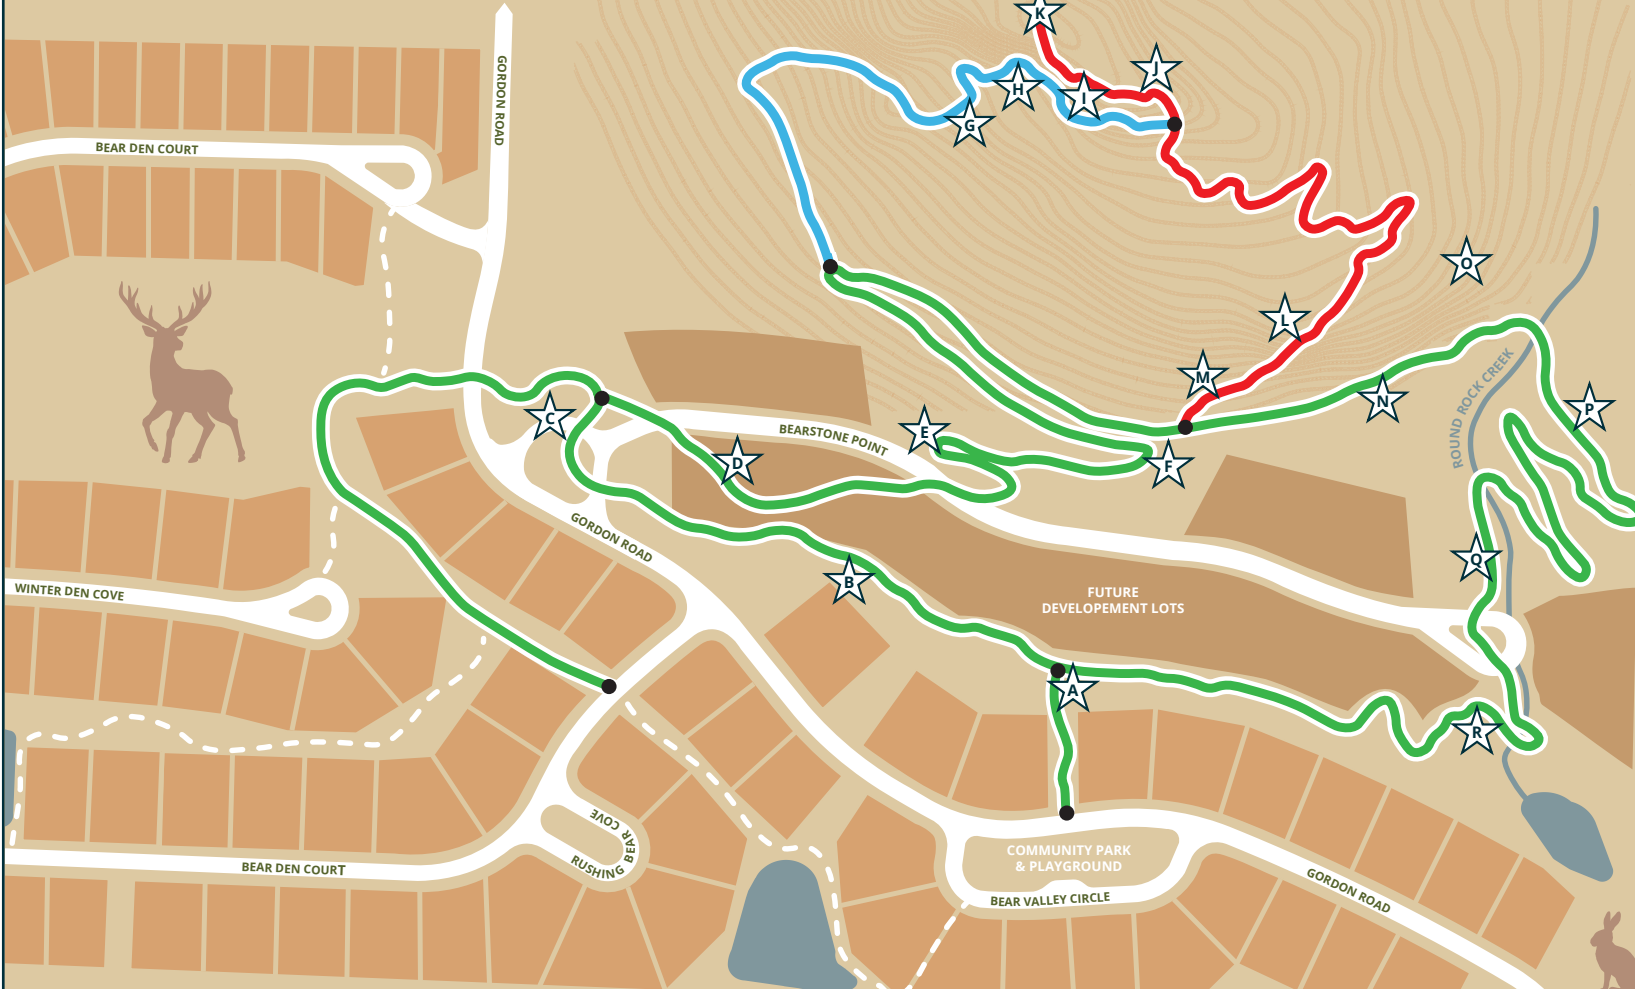 K
J
GORDON ROAD
H
I
G
BEAR DEN COURT
O
L
M
ROUND ROCK CREEK
N
P
C
E
BEARSTONE POINT
D
F
GORDON ROAD
Q
B
WINTER DEN COVE
FUTURE
DEVELOPEMENT LOTS
A
R
RUSHING BEAR COVE
COMMUNITY PARK
& PLAYGROUND
BEAR DEN COURT
GORDON ROAD
BEAR VALLEY CIRCLE